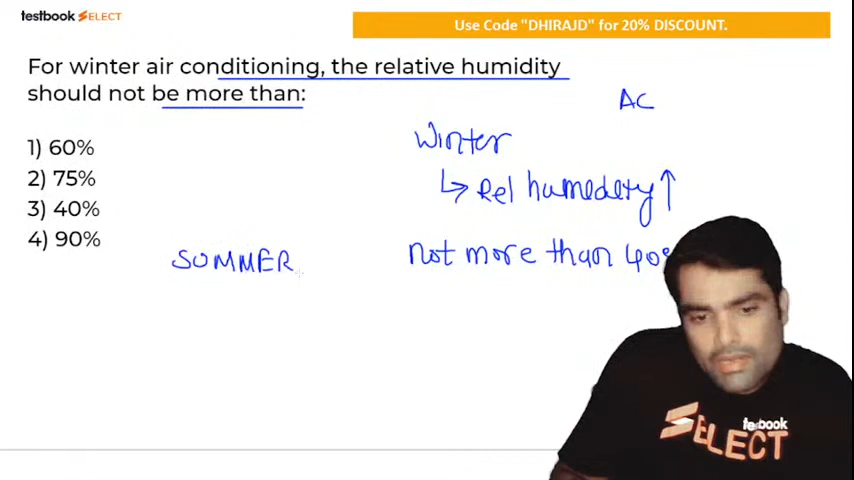 testbook SELECT
Use Code "DHIRAJD" for 20% DISCOUNT.
For winter air conditioning, the relative humidity
should not be more than:
AC
1) 60%
2) 75%
3) 40%
4) 90%
Winter
↳ Rel humedety ↑
not more than 40%
SUMMER
testbook
SELECT